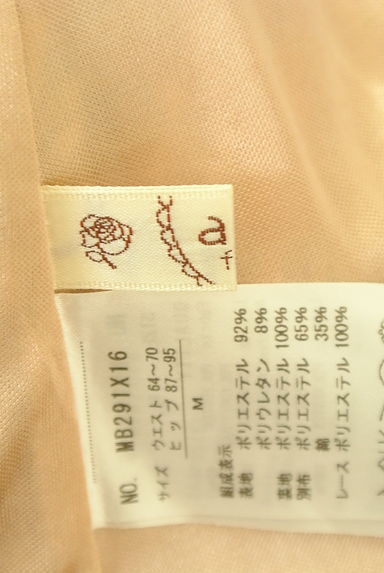 a
NO. MB291X16
サイズ ウエスト 64〜70
ヒップ 87〜95
M
組成表示
表地 ポリエステル 92%
ポリウレタン 8%
裏地 ポリエステル 100%
別布 ポリエステル 65%
綿 35%
レース ポリエステル 100%